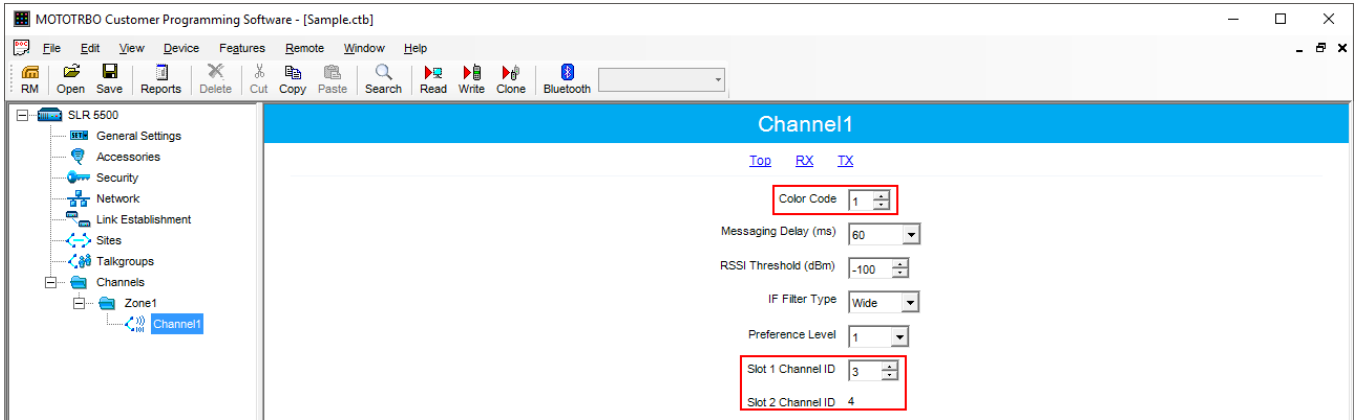 MOTOTRBO Customer Programming Software - [Sample.ctb]
File Edit View Device Features Remote Window Help
RM Open Save Reports Delete Cut Copy Paste Search Read Write Clone Bluetooth
SLR 5500
General Settings
Accessories
Security
Network
Link Establishment
Sites
Talkgroups
Channels
Zone1
Channel1
Channel1
Top RX TX
Color Code 1
Messaging Delay (ms) 60
RSSI Threshold (dBm) -100
IF Filter Type Wide
Preference Level 1
Slot 1 Channel ID 3
Slot 2 Channel ID 4